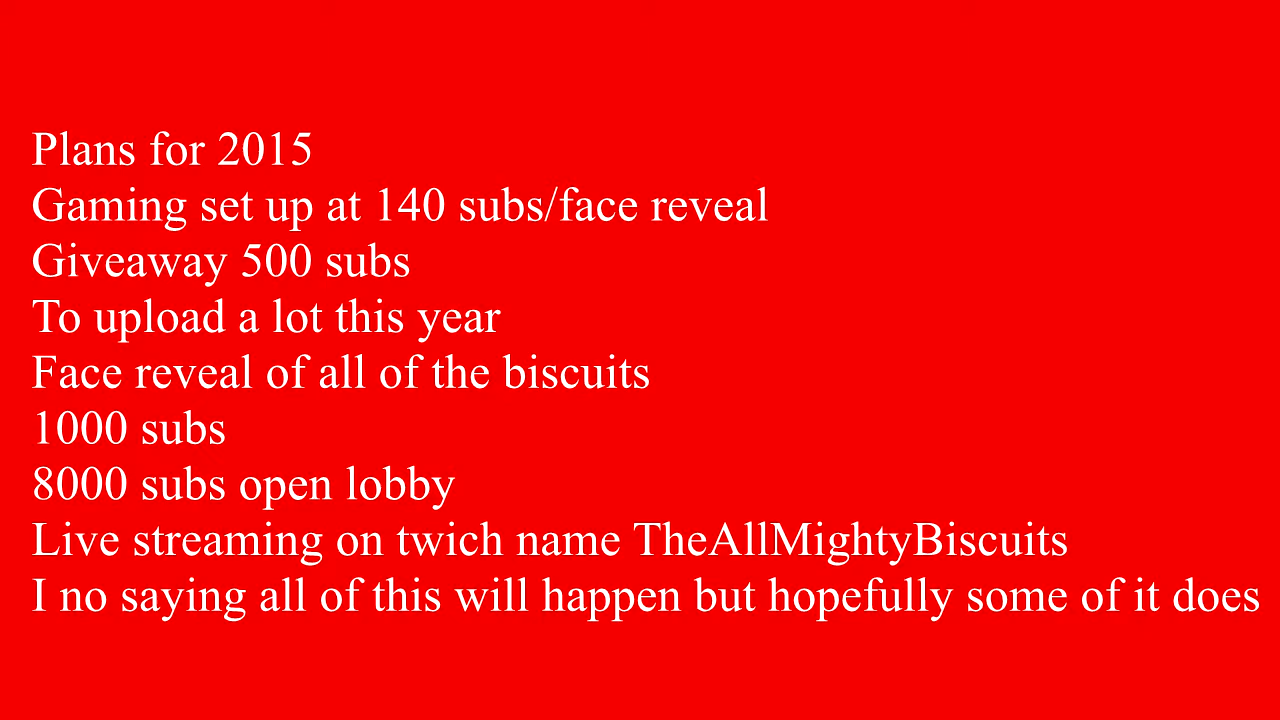 Plans for 2015
Gaming set up at 140 subs/face reveal
Giveaway 500 subs
To upload a lot this year
Face reveal of all of the biscuits
1000 subs
8000 subs open lobby
Live streaming on twich name TheAllMightyBiscuits
I no saying all of this will happen but hopefully some of it does